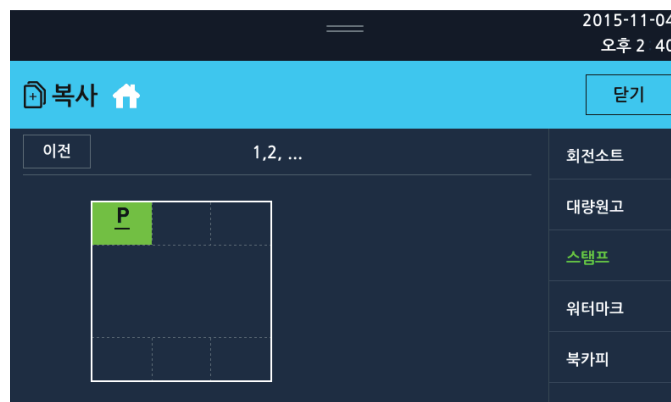 2015-11-04
오후 2 40
복사
닫기
이전
1,2, ...
P
회전소트
대량원고
스탬프
워터마크
북카피